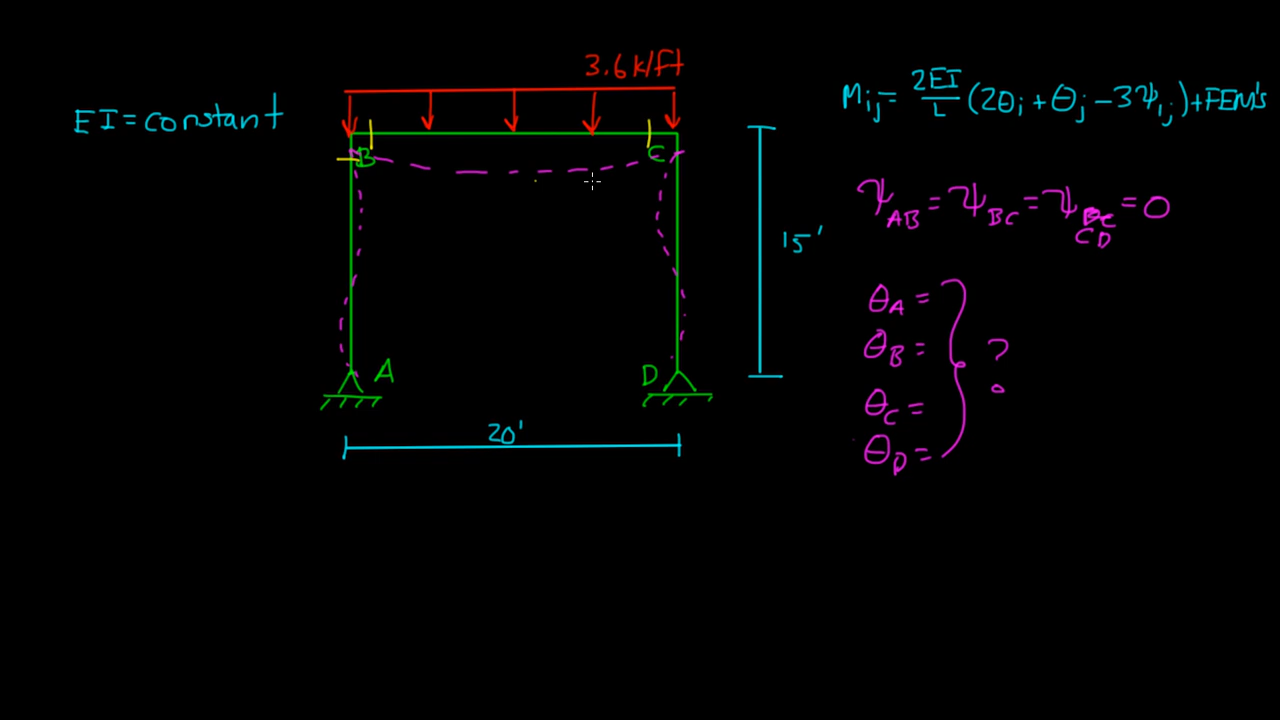 3.6k/ft
EI=constant
M_ij = 2EI/L (2θ_i + θ_j - 3Ψ_ij) + FEM's
B
C
15'
Ψ_AB = Ψ_BC = Ψ_CD = 0
θ_A =
θ_B =
?
θ_C =
θ_D =
A
D
20'